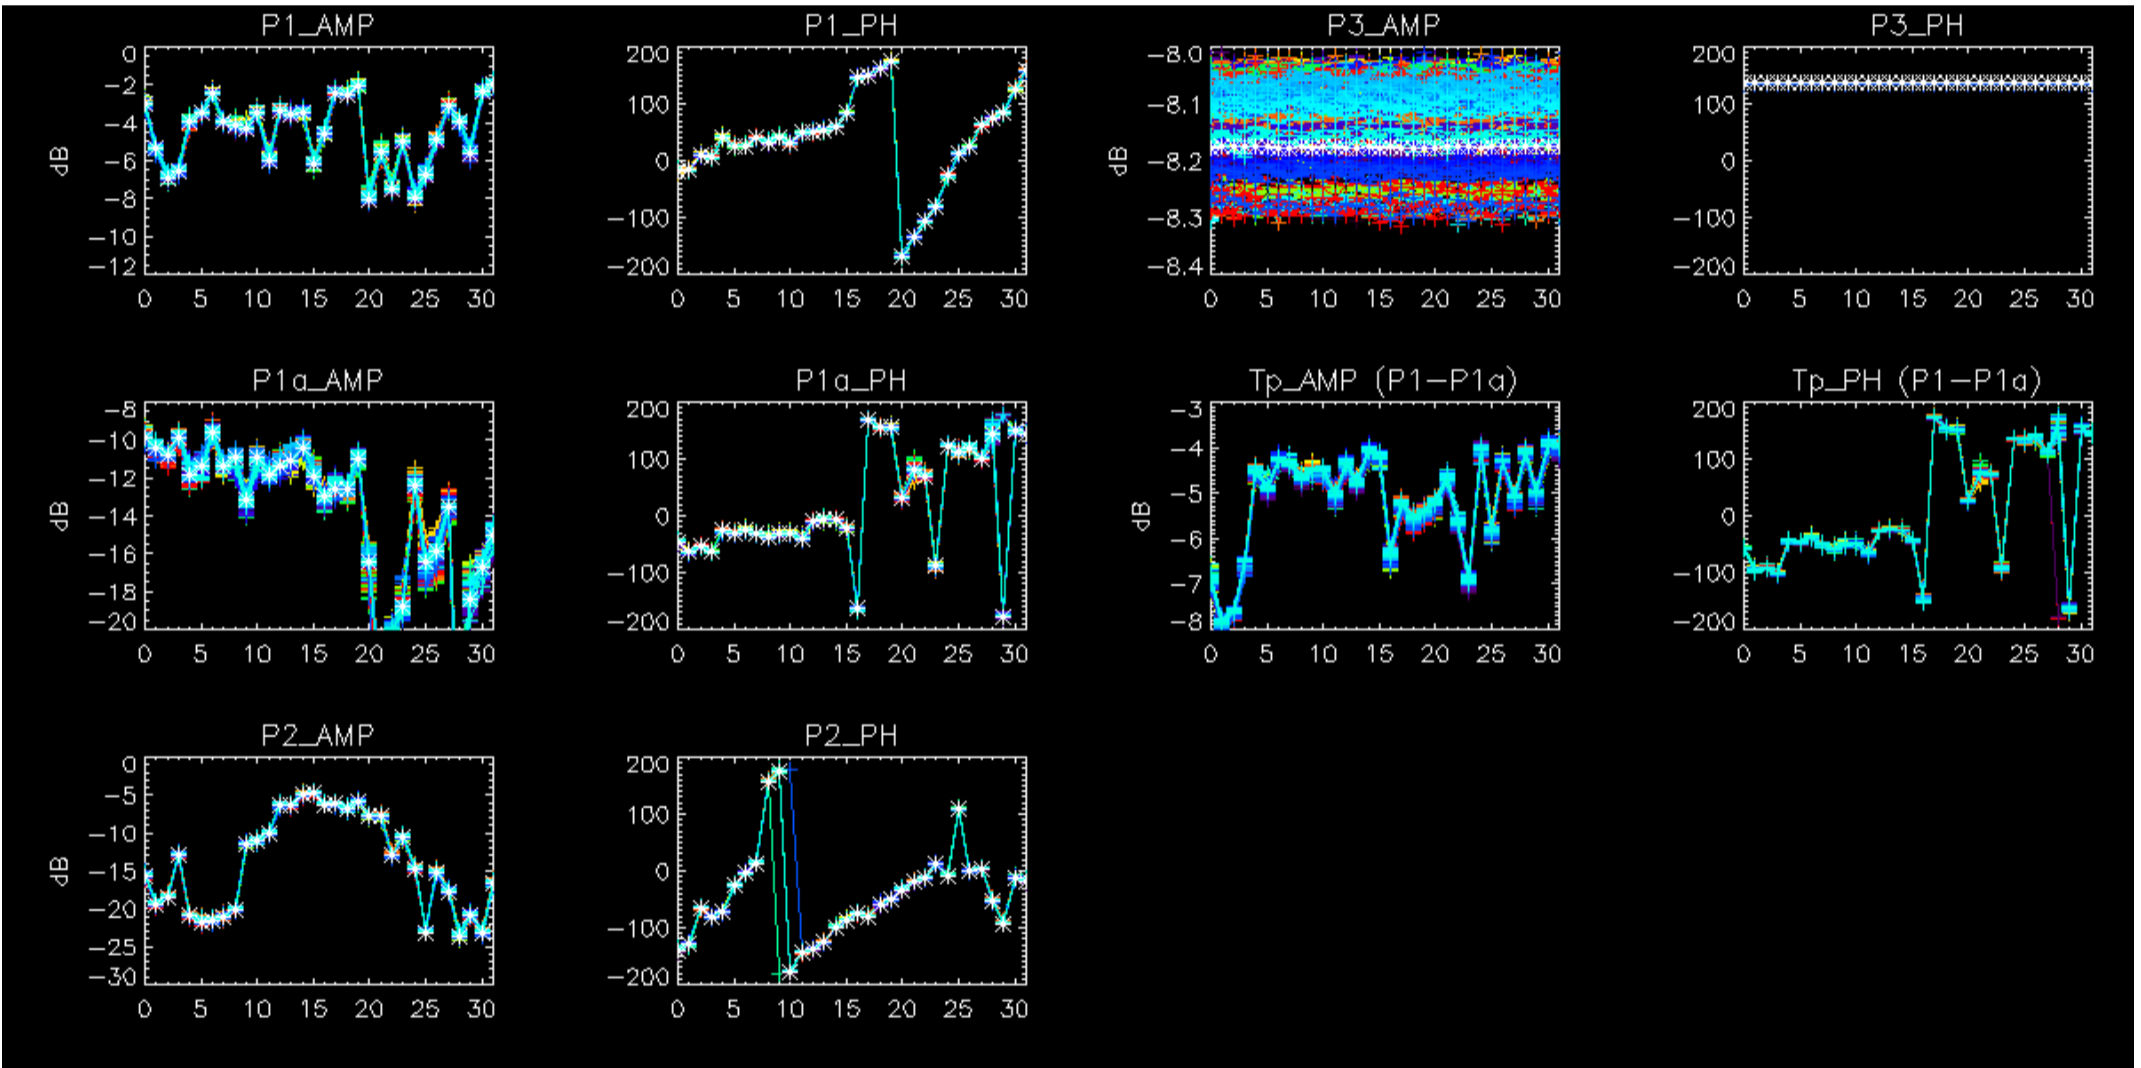 P1_AMP
0
−2
−4
−6
−8
−10
−12
dB
0 5 10 15 20 25 30
P1_PH
200
100
0
−100
−200
0 5 10 15 20 25 30
P3_AMP
−8.0
−8.1
−8.2
−8.3
−8.4
dB
0 5 10 15 20 25 30
P3_PH
200
100
0
−100
−200
0 5 10 15 20 25 30
P1a_AMP
−8
−10
−12
−14
−16
−18
−20
dB
0 5 10 15 20 25 30
P1a_PH
200
100
0
−100
−200
0 5 10 15 20 25 30
Tp_AMP (P1−P1a)
−3
−4
−5
−6
−7
−8
dB
0 5 10 15 20 25 30
Tp_PH (P1−P1a)
200
100
0
−100
−200
0 5 10 15 20 25 30
P2_AMP
0
−5
−10
−15
−20
−25
−30
dB
0 5 10 15 20 25 30
P2_PH
200
100
0
−100
−200
0 5 10 15 20 25 30